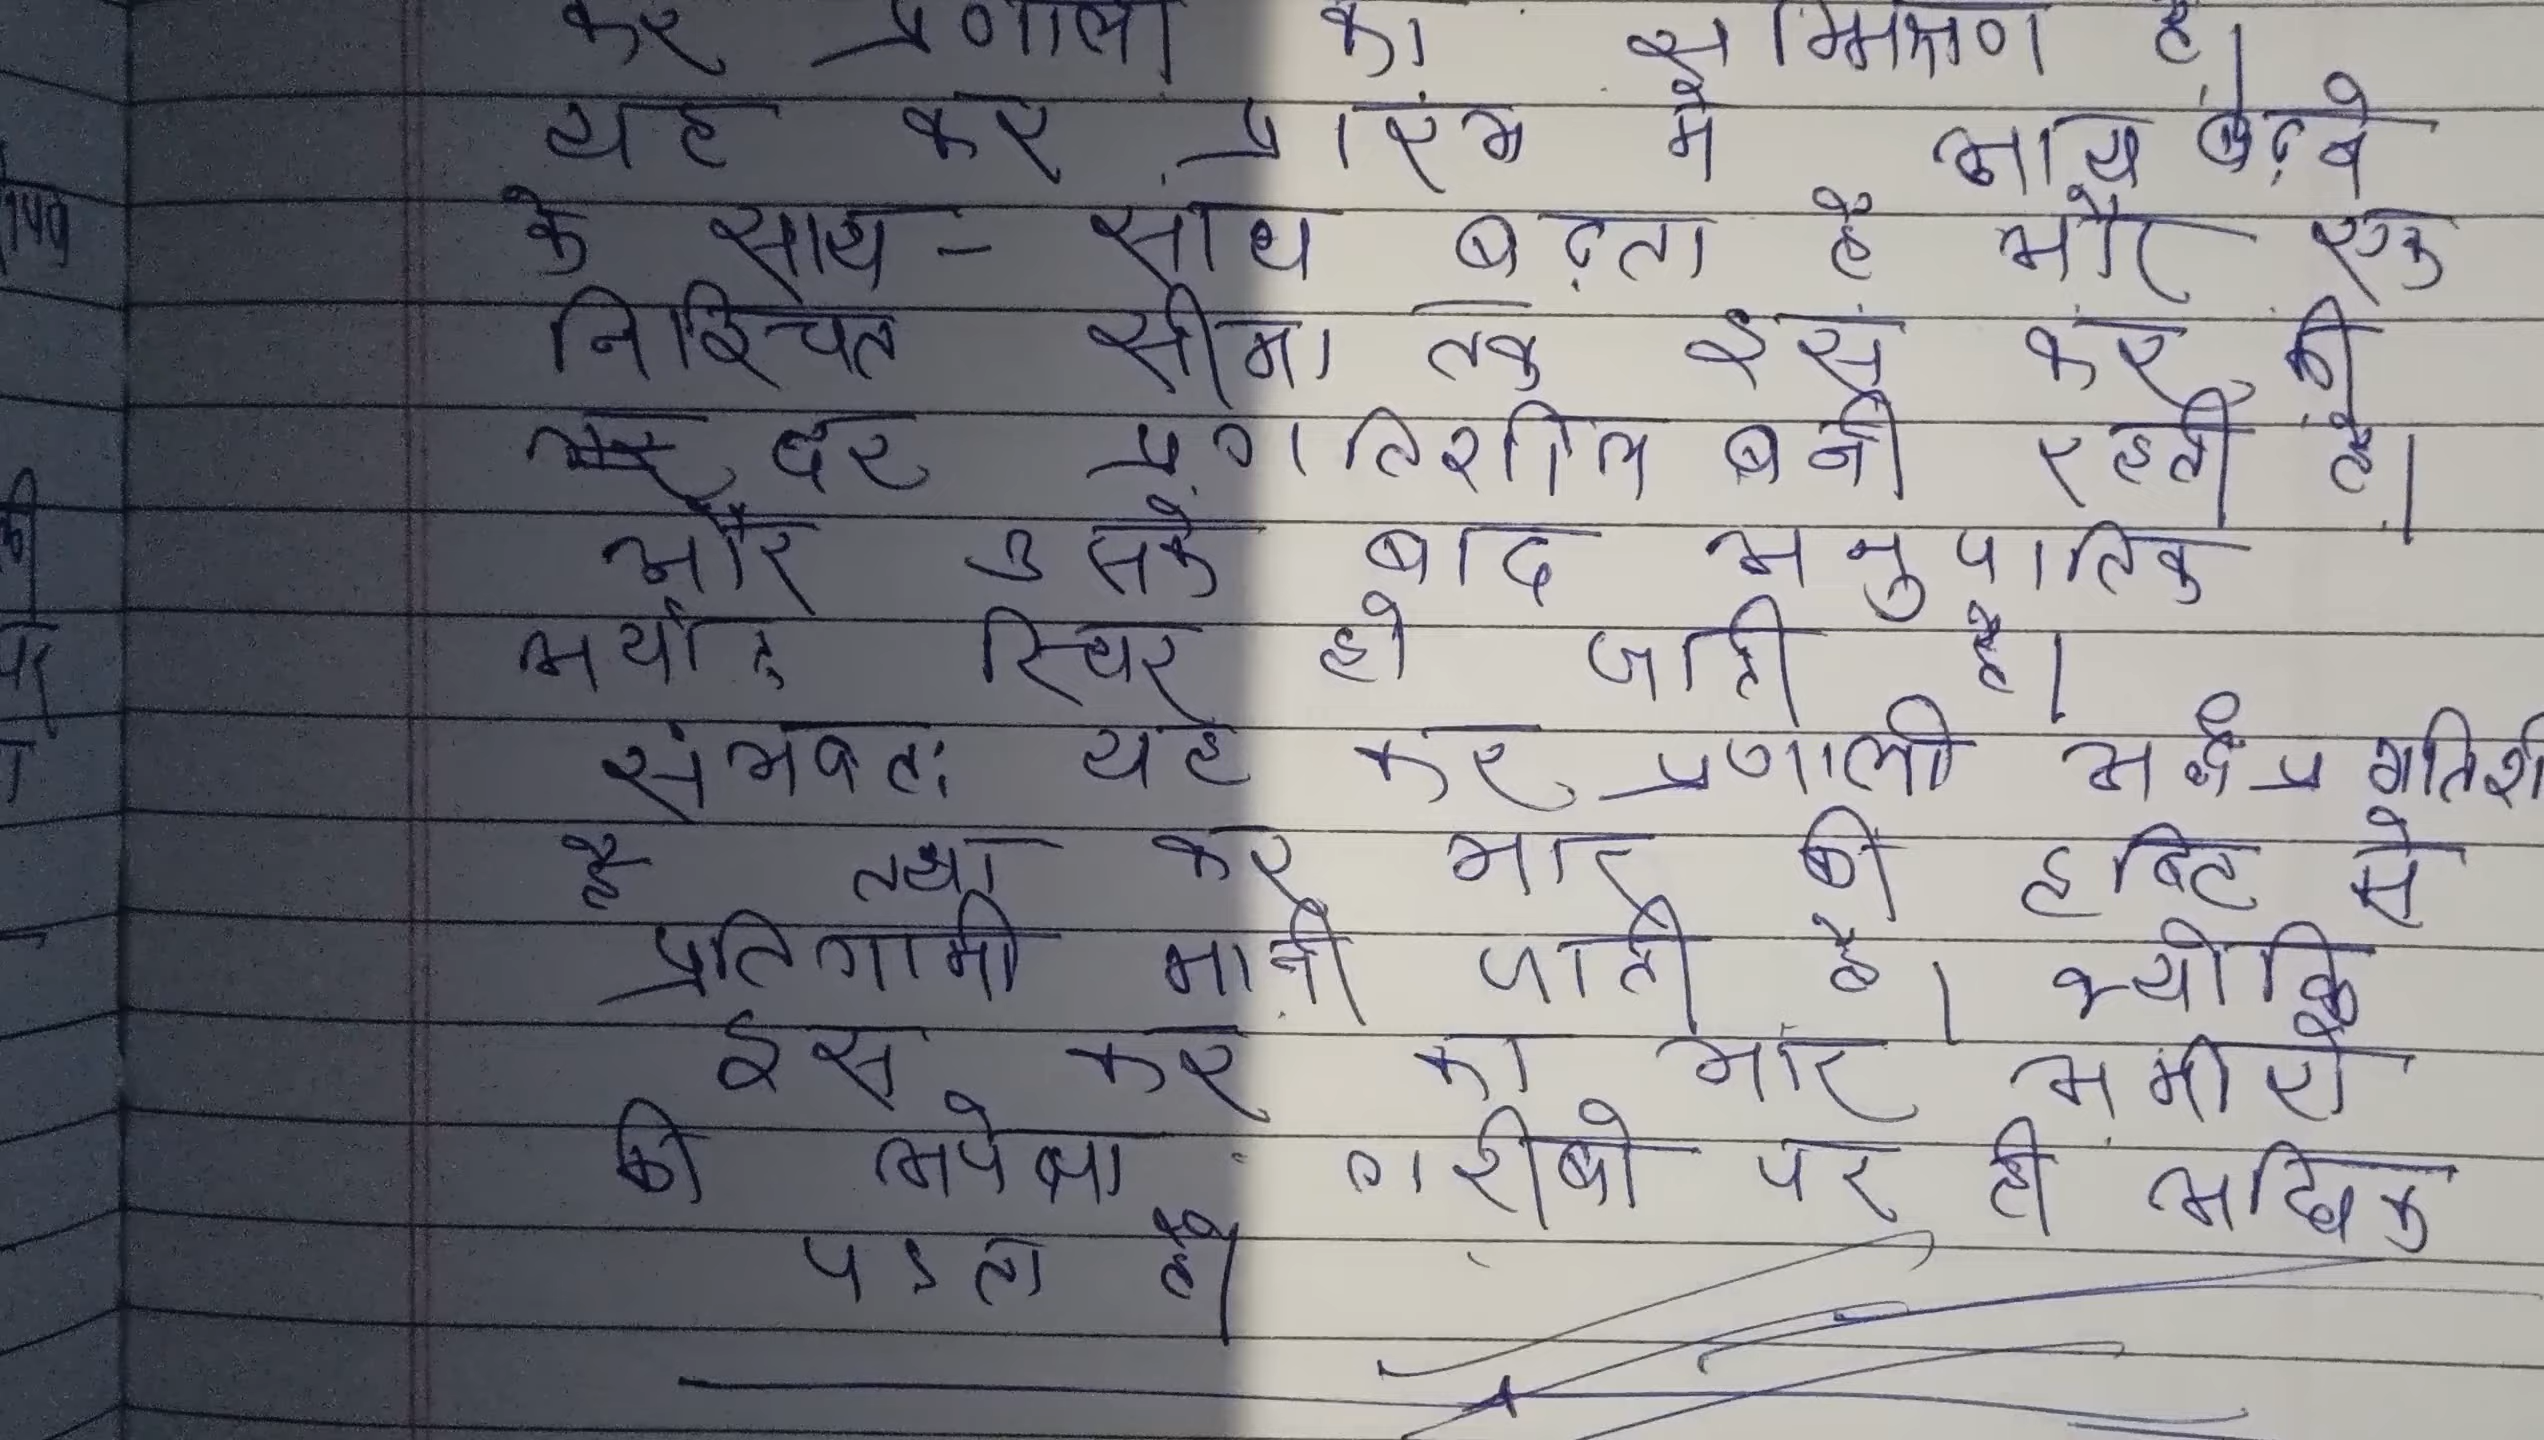 कर प्रणाली का सम्मिश्रण है।
यह कर प्रारंभ में आय बढ़ने
के साथ - साथ बढ़ता है और एक
निश्चित सीमा तक इस कर की
दर प्रगतिशील बनी रहती है।
और उसके बाद अनुपातिक
अर्थात् स्थिर हो जाती है।
संभवतः यह कर प्रणाली अर्द्धप्रगतिशी
है तथा कर भार की दृष्टि से
प्रतिगामी मानी जाती है। क्योकि
इस कर का भार अमीरो
की अपेक्षा गरीबो पर ही अधिक
पडता है।